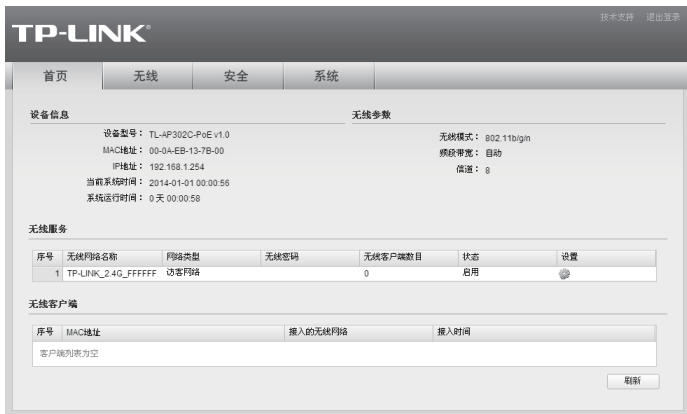 技术支持 退出登录
TP-LINK®
首页 无线 安全 系统
设备信息
设备型号： TL-AP302C-PoE v1.0
MAC地址： 00-0A-EB-13-7B-00
IP地址： 192.168.1.254
当前系统时间： 2014-01-01 00:00:56
系统运行时间： 0 天 00:00:58
无线参数
无线模式： 802.11b/g/n
频段带宽： 自动
信道： 8
无线服务
序号 无线网络名称 网络类型 无线密码 无线客户端数目 状态 设置
1 TP-LINK_2.4G_FFFFFF 访客网络 0 启用
无线客户端
序号 MAC地址 接入的无线网络 接入时间
客户端列表为空
刷新